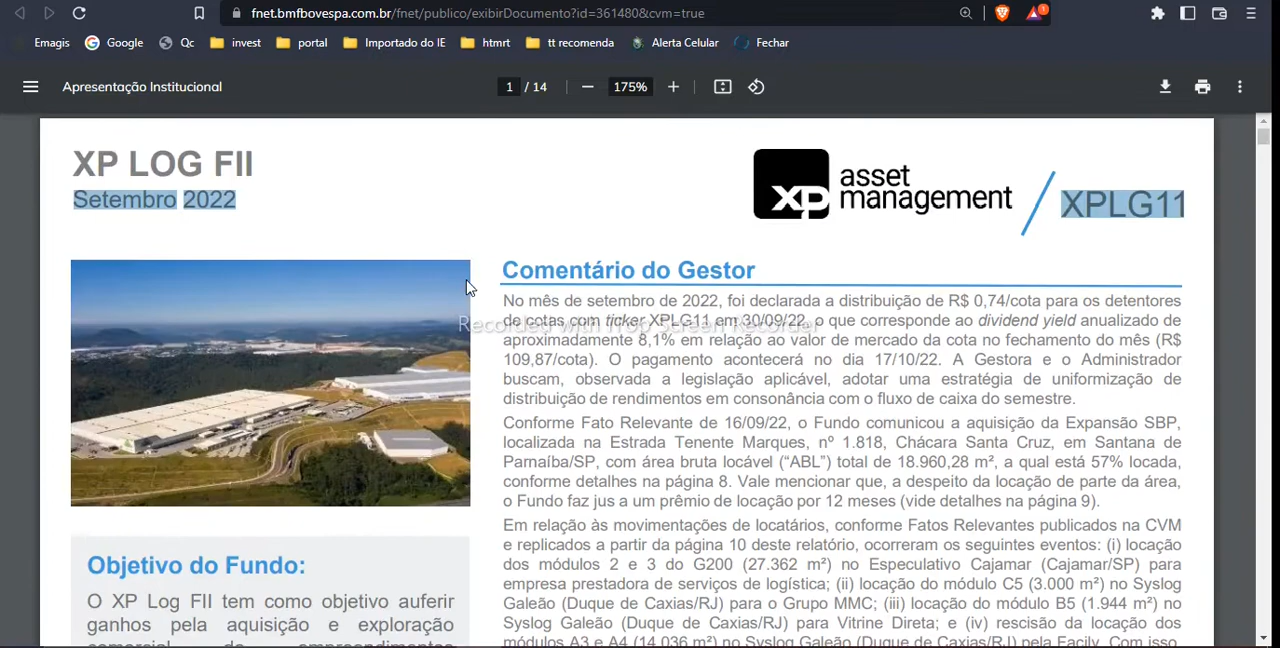 fnet.bmfbovespa.com.br/fnet/publico/exibirDocumento?id=361480&cvm=true
1
Emagis
Google
Qc
invest
portal
Importado do IE
htmrt
tt recomenda
Alerta Celular
Fechar
Apresentação Institucional
1 / 14
175%
XP LOG FII
Setembro 2022
xp asset management
XPLG11
Comentário do Gestor
No mês de setembro de 2022, foi declarada a distribuição de R$ 0,74/cota para os detentores
de cotas com ticker XPLG11 em 30/09/22, o que corresponde ao dividend yield anualizado de
aproximadamente 8,1% em relação ao valor de mercado da cota no fechamento do mês (R$
109,87/cota). O pagamento acontecerá no dia 17/10/22. A Gestora e o Administrador
buscam, observada a legislação aplicável, adotar uma estratégia de uniformização de
distribuição de rendimentos em consonância com o fluxo de caixa do semestre.
Conforme Fato Relevante de 16/09/22, o Fundo comunicou a aquisição da Expansão SBP,
localizada na Estrada Tenente Marques, nº 1.818, Chácara Santa Cruz, em Santana de
Parnaíba/SP, com área bruta locável (“ABL”) total de 18.960,28 m², a qual está 57% locada,
conforme detalhes na página 8. Vale mencionar que, a despeito da locação de parte da área,
o Fundo faz jus a um prêmio de locação por 12 meses (vide detalhes na página 9).
Em relação às movimentações de locatários, conforme Fatos Relevantes publicados na CVM
e replicados a partir da página 10 deste relatório, ocorreram os seguintes eventos: (i) locação
dos módulos 2 e 3 do G200 (27.362 m²) no Especulativo Cajamar (Cajamar/SP) para
empresa prestadora de serviços de logística; (ii) locação do módulo C5 (3.000 m²) no Syslog
Galeão (Duque de Caxias/RJ) para o Grupo MMC; (iii) locação do módulo B5 (1.944 m²) no
Syslog Galeão (Duque de Caxias/RJ) para Vitrine Direta; e (iv) rescisão da locação dos
módulos A3 e A4 (14.036 m²) no Syslog Galeão (Duque de Caxias/RJ) pela Facily. Com isso,
Recorded with iTop Screen Recorder
Objetivo do Fundo:
O XP Log FII tem como objetivo auferir
ganhos pela aquisição e exploração
comercial de empreendimentos